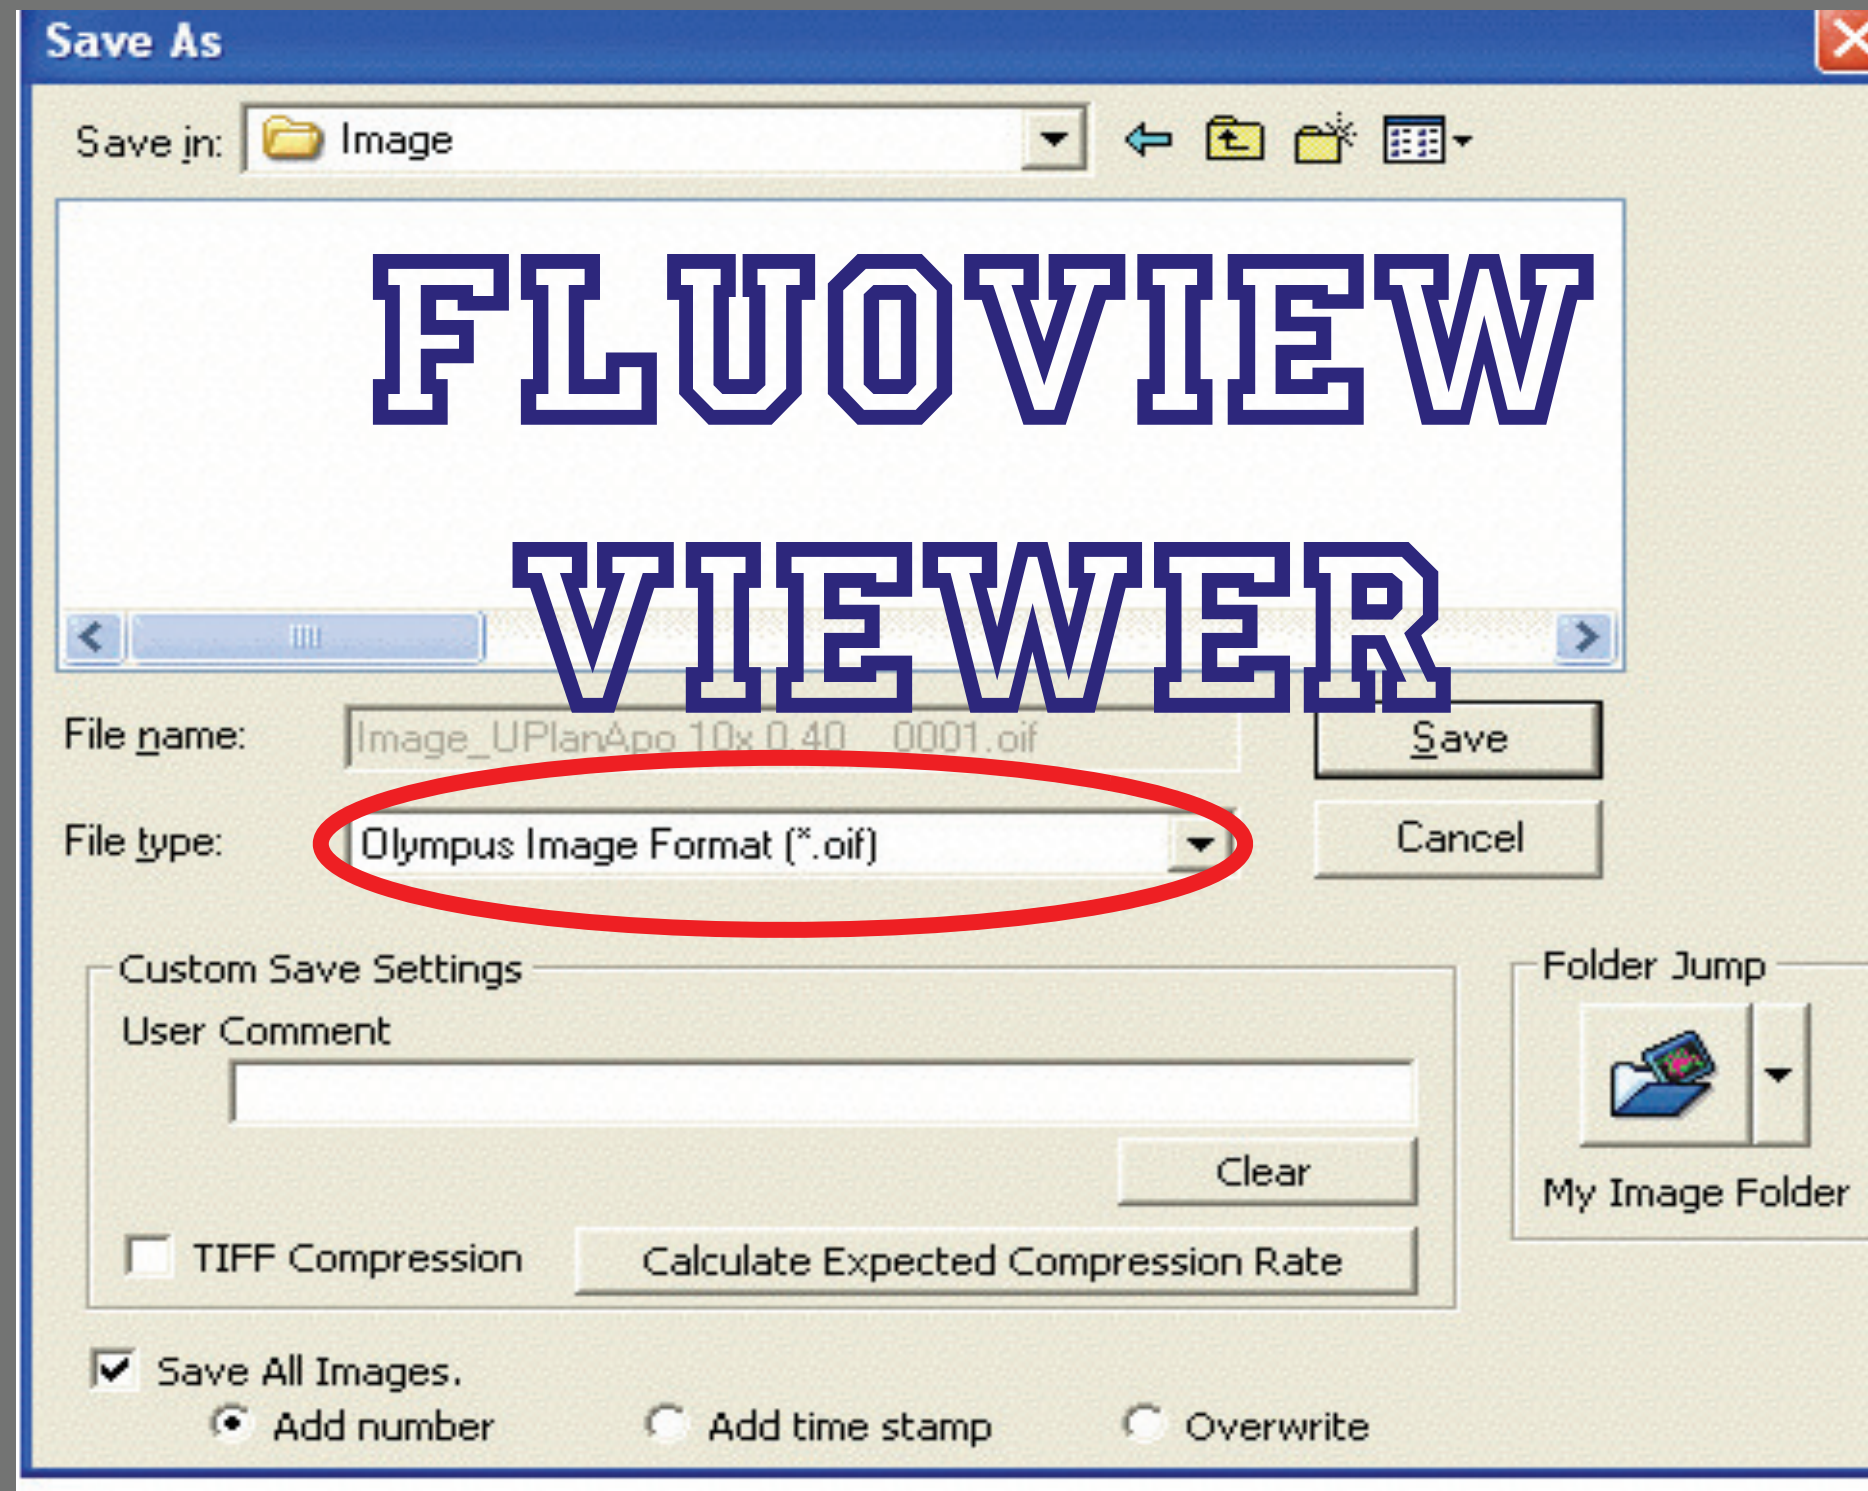 Save As
Save in: Image
FLUOVIEW
VIEWER
File name: Image_UPlanApo 10x 0.40__0001.oif Save
File type: Olympus Image Format (*.oif) Cancel
Custom Save Settings Folder Jump
User Comment
Clear
My Image Folder
TIFF Compression Calculate Expected Compression Rate
Save All Images.
Add number Add time stamp Overwrite